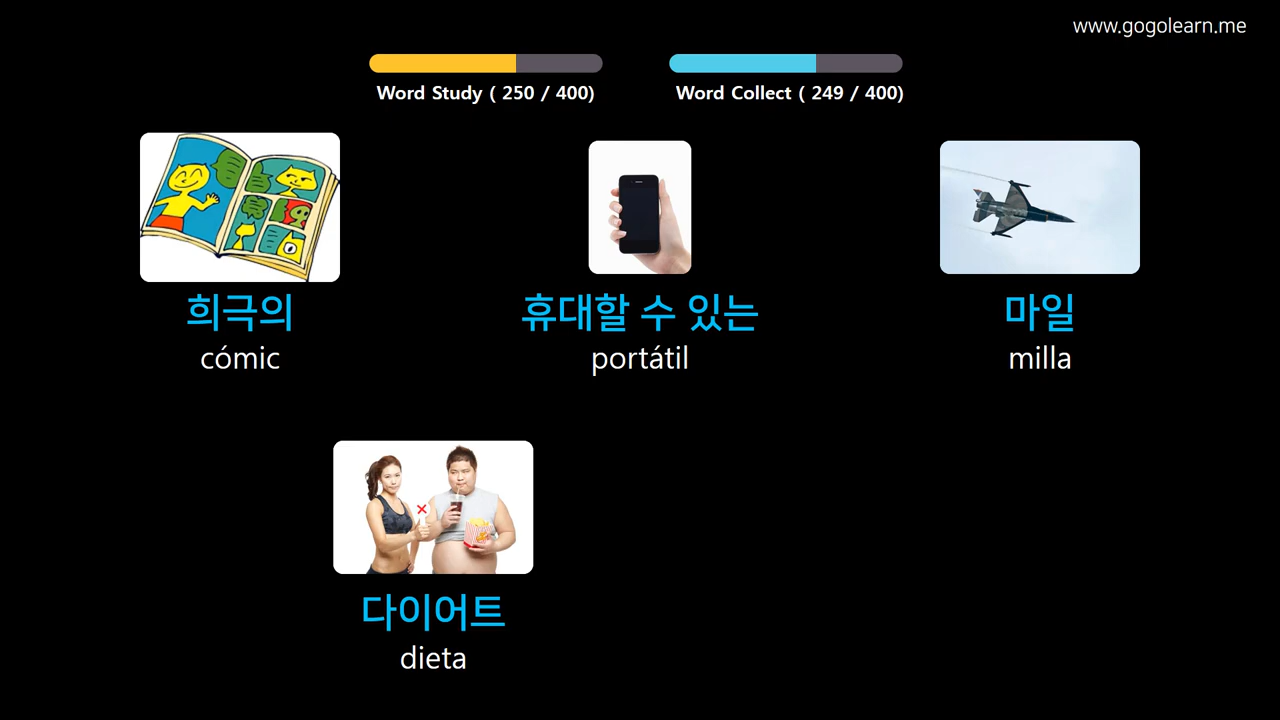 www.gogolearn.me
Word Study ( 250 / 400)
Word Collect ( 249 / 400)
희극의
cómic
휴대할 수 있는
portátil
마일
milla
다이어트
dieta